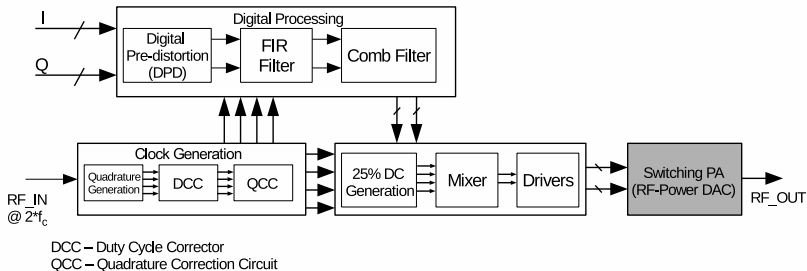 I
Q
Digital Processing
Digital
Pre-distortion
(DPD)
FIR
Filter
Comb Filter
Clock Generation
Quadrature
Generation
DCC
QCC
RF_IN
@ 2*fc
25% DC
Generation
Mixer
Drivers
Switching PA
(RF-Power DAC)
RF_OUT
DCC – Duty Cycle Corrector
QCC – Quadrature Correction Circuit